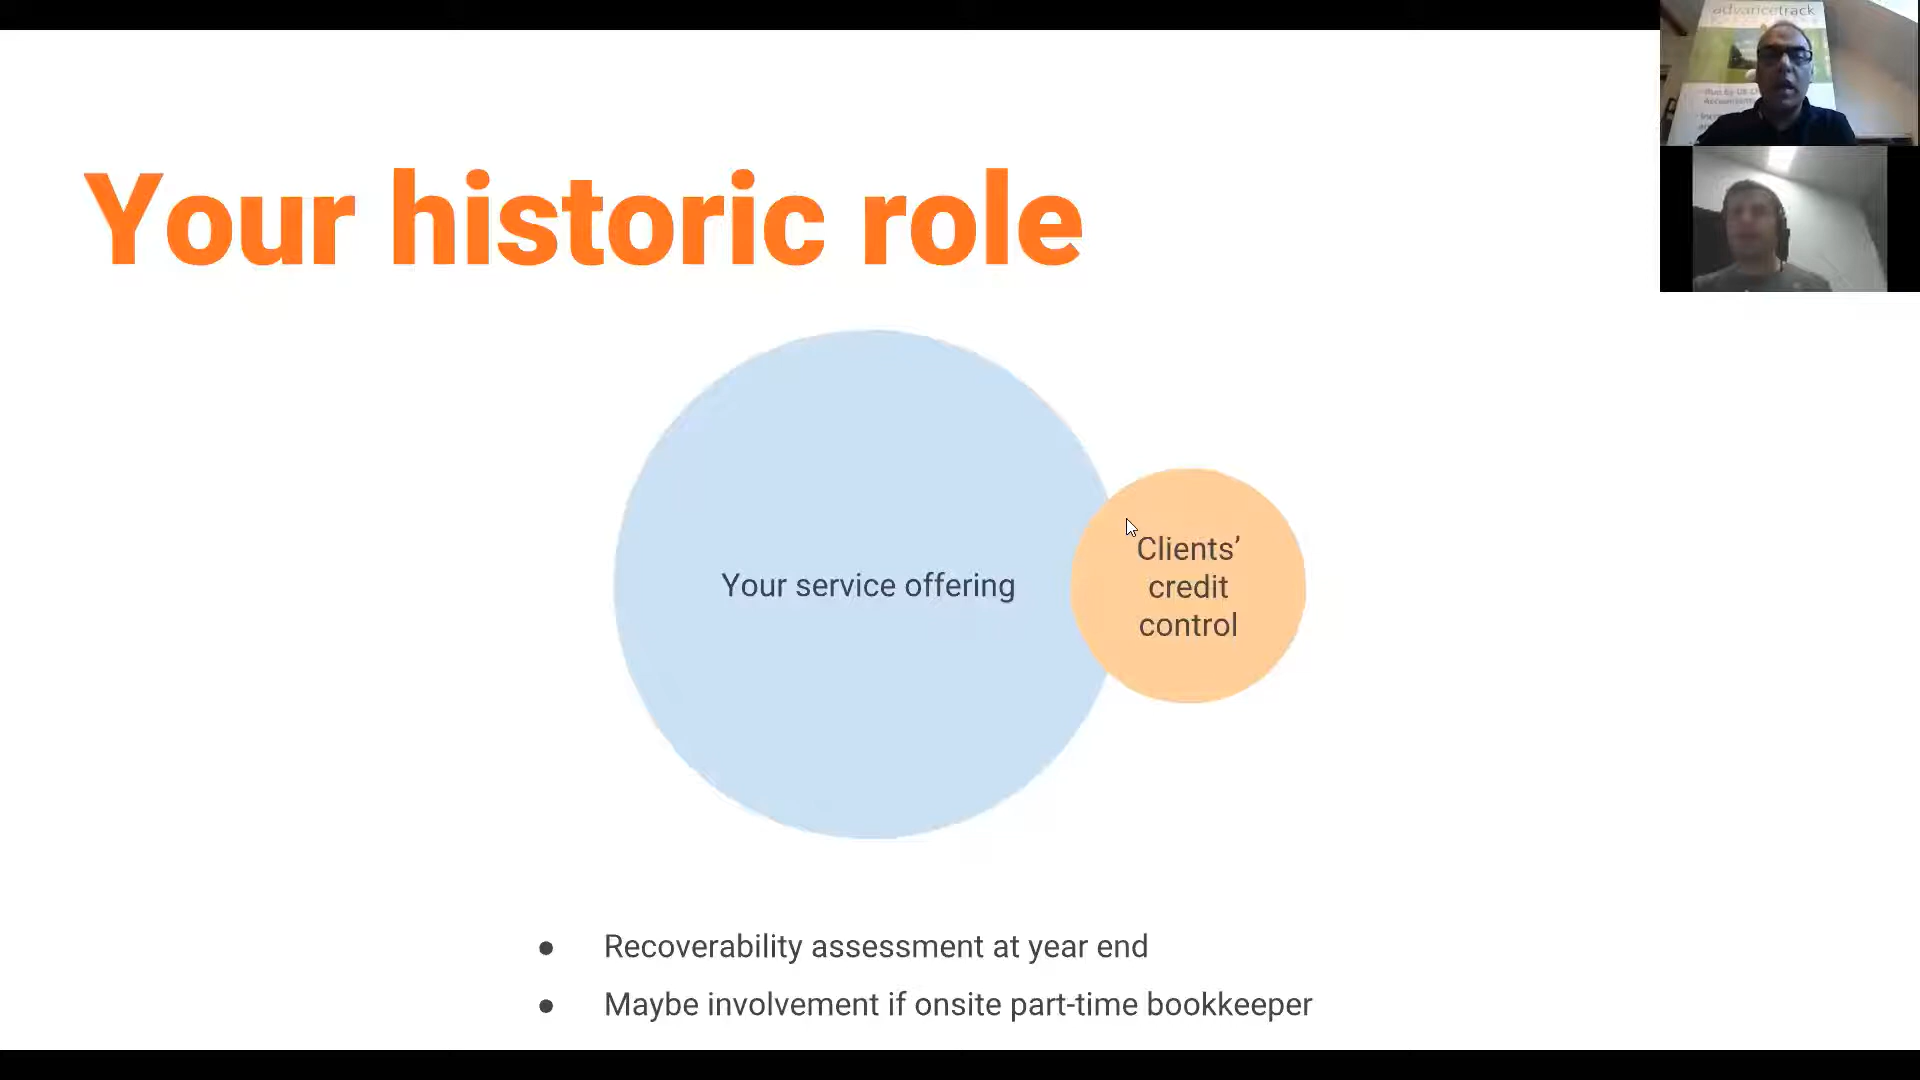 advancetrack
Your historic role
Your service offering
Clients’
credit
control
● Recoverability assessment at year end
● Maybe involvement if onsite part-time bookkeeper